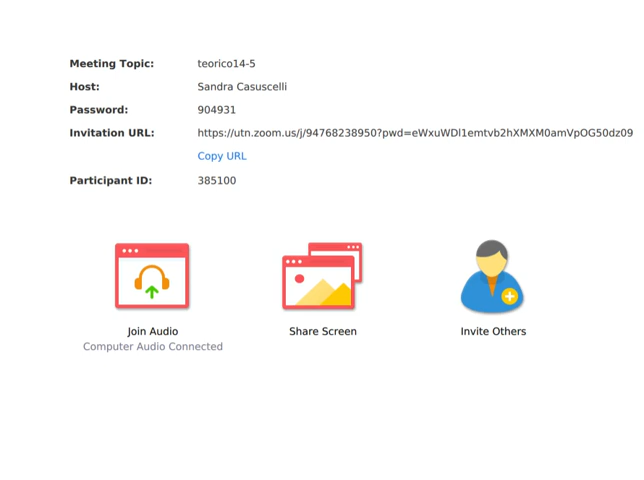 Meeting Topic: teorico14-5
Host: Sandra Casuscelli
Password: 904931
Invitation URL: https://utn.zoom.us/j/94768238950?pwd=eWxuWDl1emtvb2hXMXM0amVpOG50dz09
Copy URL
Participant ID: 385100
Join Audio Share Screen Invite Others
Computer Audio Connected